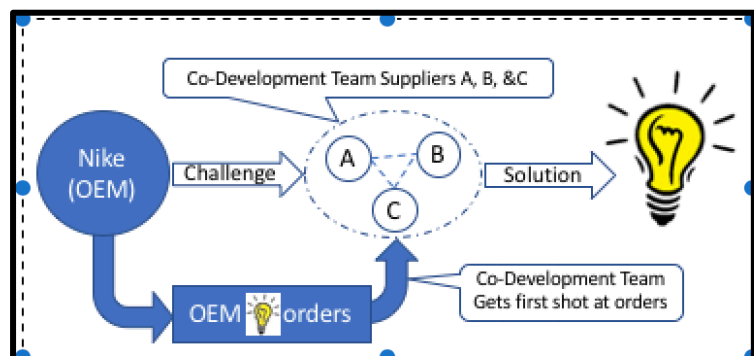 Co-Development Team Suppliers A, B, &C
Nike
(OEM)
Challenge
A
B
C
Solution
OEM orders
Co-Development Team
Gets first shot at orders